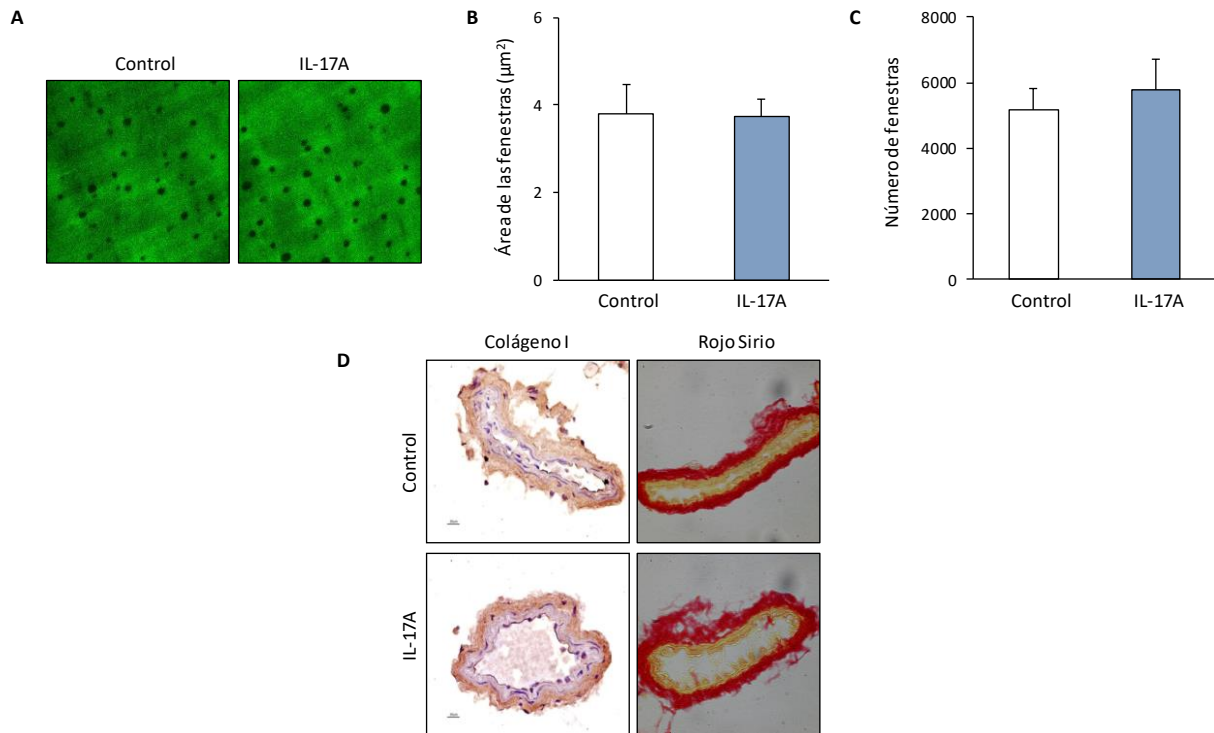 A
Control
IL-17A
B
Área de las fenestras (µm²)
6
4
2
0
Control
IL-17A
C
Número de fenestras
8000
6000
4000
2000
0
Control
IL-17A
D
Colágeno I
Rojo Sirio
Control
IL-17A